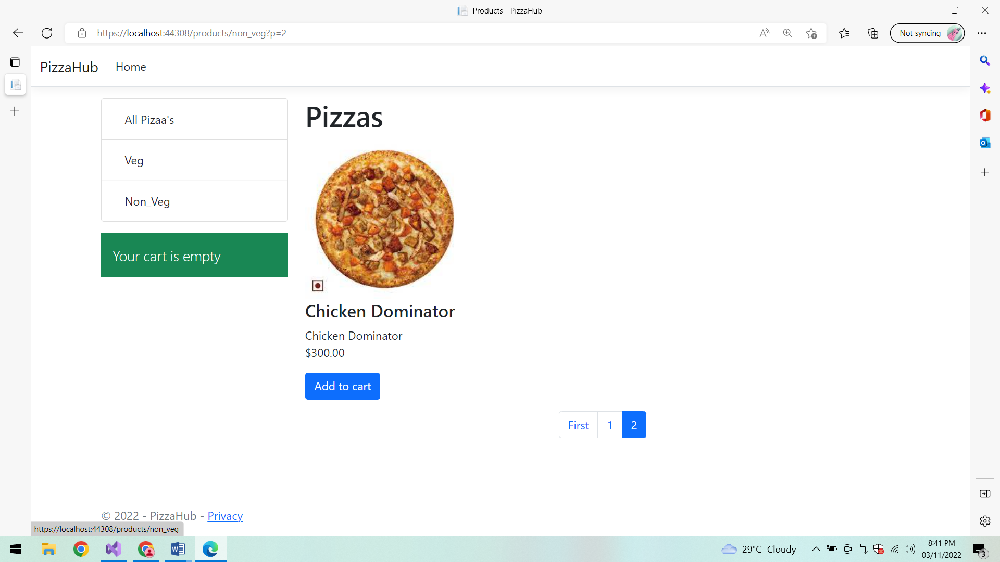 Products - PizzaHub
https://localhost:44308/products/non_veg?p=2
Not syncing
PizzaHub
Home
All Pizaa's
Veg
Non_Veg
Your cart is empty
Pizzas
Chicken Dominator
Chicken Dominator
$300.00
Add to cart
First 1 2
© 2022 - PizzaHub - Privacy
https://localhost:44308/products/non_veg
29°C Cloudy
8:41 PM
03/11/2022
3